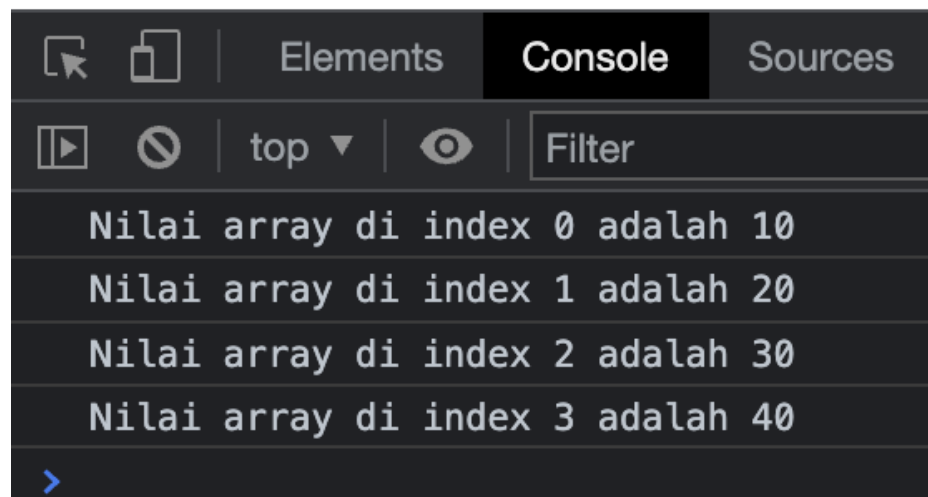 Elements Console Sources
top ▼ Filter
Nilai array di index 0 adalah 10
Nilai array di index 1 adalah 20
Nilai array di index 2 adalah 30
Nilai array di index 3 adalah 40
>